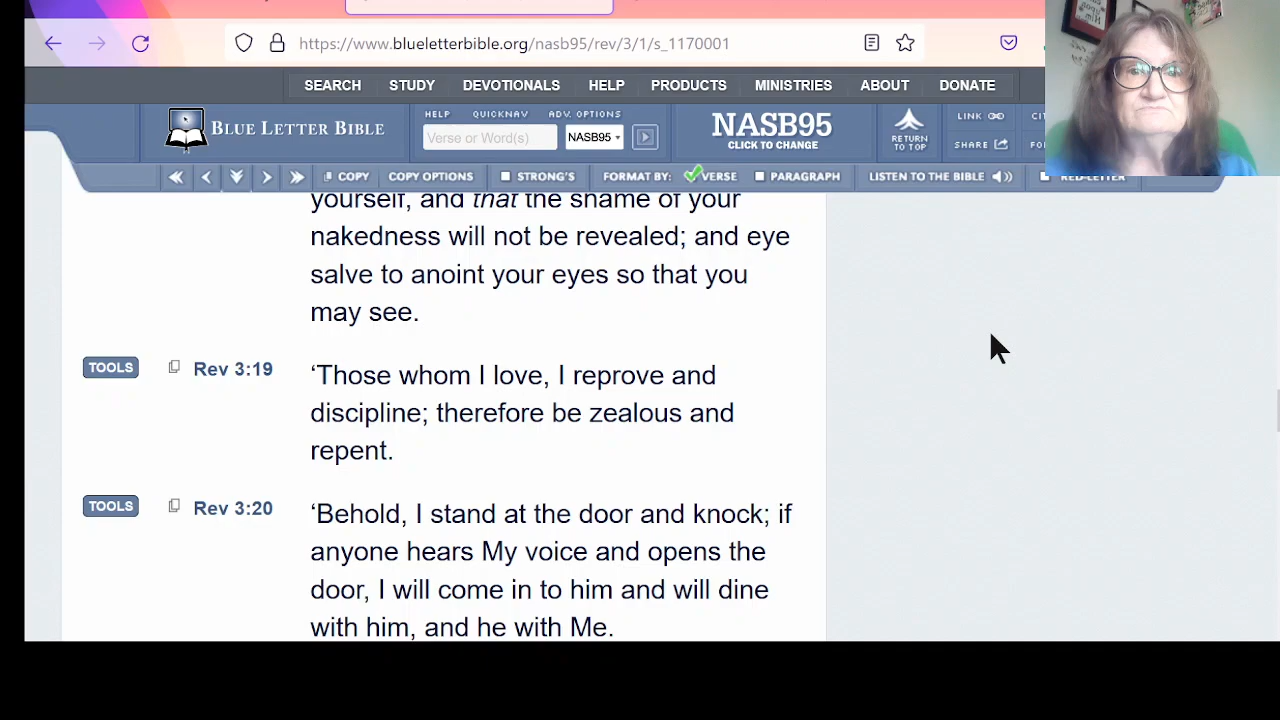 https://www.blueletterbible.org/nasb95/rev/3/1/s_1170001
SEARCH STUDY DEVOTIONALS HELP PRODUCTS MINISTRIES ABOUT DONATE
BLUE LETTER BIBLE
HELP QUICKNAV ADV. OPTIONS
Verse or Word(s) NASB95
NASB95
CLICK TO CHANGE
RETURN
TO TOP
LINK
SHARE
COPY COPY OPTIONS STRONG'S FORMAT BY: VERSE PARAGRAPH LISTEN TO THE BIBLE RED-LETTER
yourself, and that the shame of your
nakedness will not be revealed; and eye
salve to anoint your eyes so that you
may see.
TOOLS Rev 3:19 ‘Those whom I love, I reprove and
discipline; therefore be zealous and
repent.
TOOLS Rev 3:20 ‘Behold, I stand at the door and knock; if
anyone hears My voice and opens the
door, I will come in to him and will dine
with him, and he with Me.